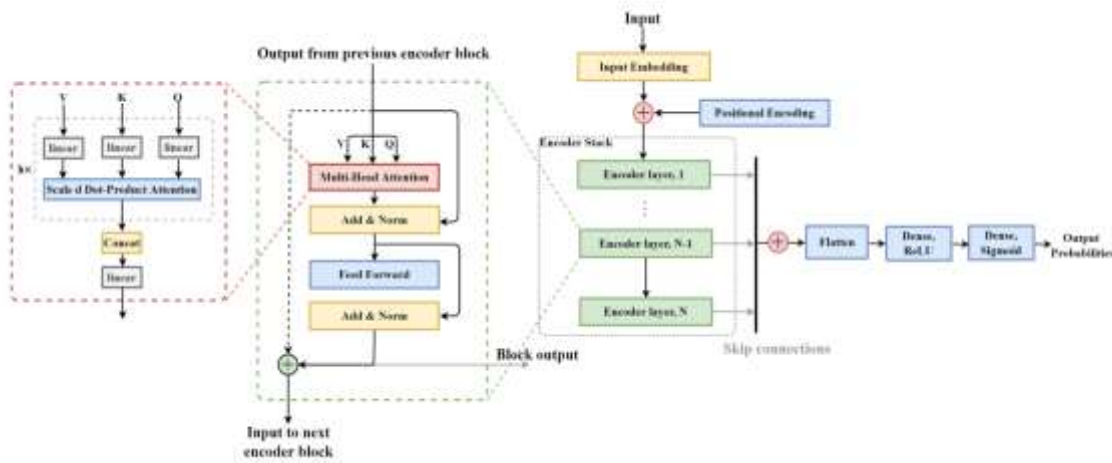 Input
Output from previous encoder block
Input Embedding
Positional Encoding
V K Q
linear linear linear
h×
Scale d Dot-Product Attention
Concat
linear
V K Q
Multi-Head Attention
Add & Norm
Feed Forward
Add & Norm
Block output
Input to next
encoder block
Encoder Stack
Encoder layer, 1
Encoder layer, N-1
Encoder layer, N
Skip connections
Flatten
Dense,
ReLU
Dense,
Sigmoid
Output
Probabilities